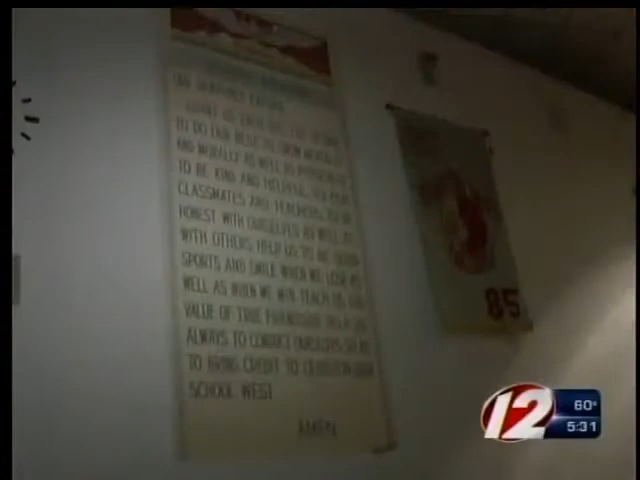 OUR HEAVENLY FATHER
GRANT US EACH DAY THE DESIRE
TO DO OUR BEST TO GROW MENTALLY
AND MORALLY AS WELL AS PHYSICALLY
TO BE KIND AND HELPFUL TO OUR
CLASSMATES AND TEACHERS TO BE
HONEST WITH OURSELVES AS WELL AS
WITH OTHERS HELP US TO BE GOOD
SPORTS AND SMILE WHEN WE LOSE AS
WELL AS WHEN WE WIN TEACH US THE
VALUE OF TRUE FRIENDSHIP HELP US
ALWAYS TO CONDUCT OURSELVES SO AS
TO BRING CREDIT TO CRANSTON HIGH
SCHOOL WEST
AMEN
85
12
60°
5:31